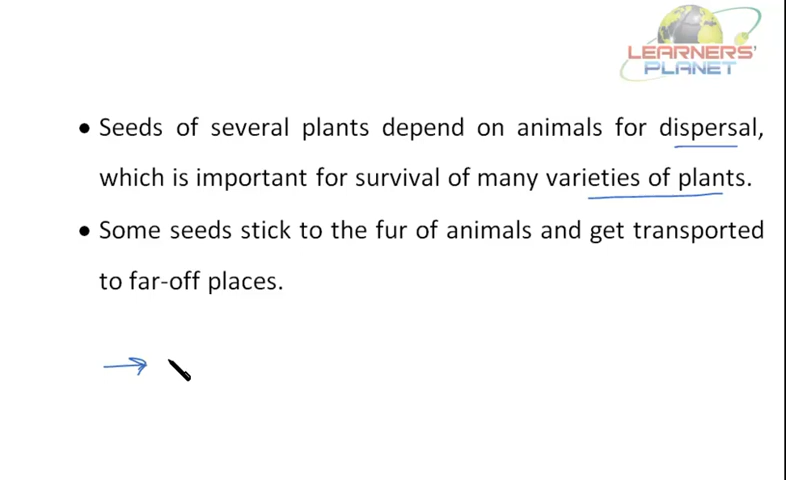 LEARNERS'
PLANET
• Seeds of several plants depend on animals for dispersal,
which is important for survival of many varieties of plants.
• Some seeds stick to the fur of animals and get transported
to far-off places.
→